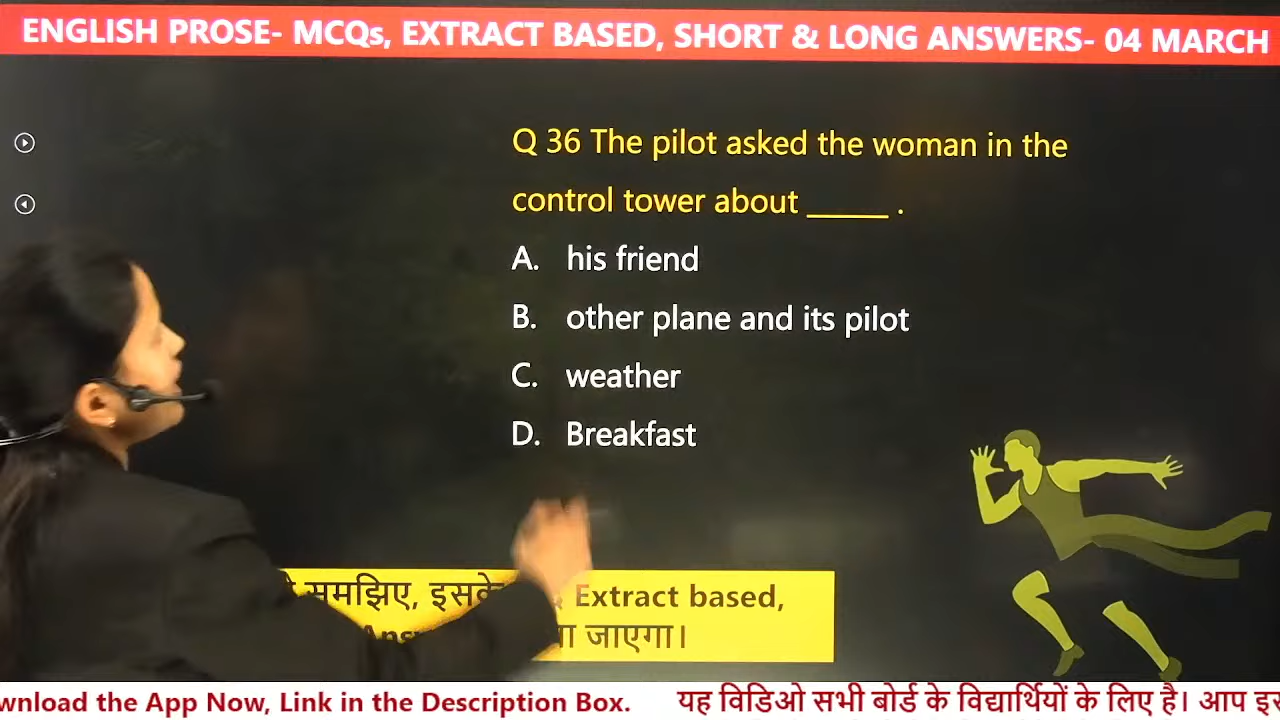 ENGLISH PROSE- MCQs, EXTRACT BASED, SHORT & LONG ANSWERS- 04 MARCH
Q 36 The pilot asked the woman in the
control tower about _____ .
A. his friend
B. other plane and its pilot
C. weather
D. Breakfast
समझिए, Extract based,
जाएगा।
Download the App Now, Link in the Description Box. यह विडिओ सभी बोर्ड के विद्यार्थियों के लिए है। आप